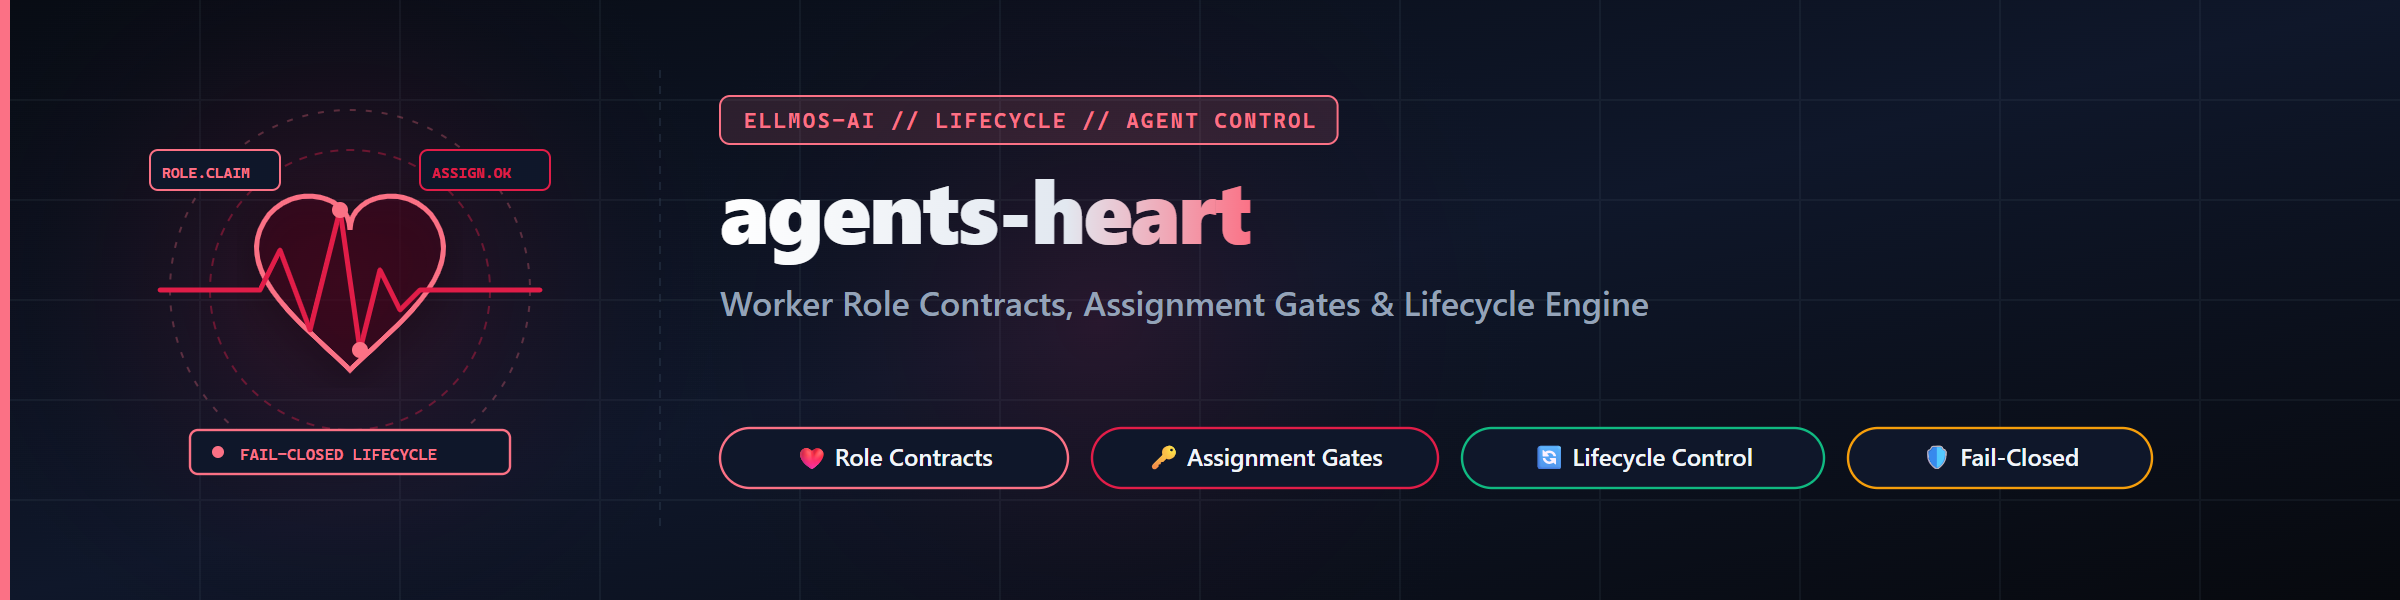 ROLE.CLAIM
ASSIGN.OK
FAIL-CLOSED LIFECYCLE
ELLMOS-AI // LIFECYCLE // AGENT CONTROL
agents-heart
Worker Role Contracts, Assignment Gates & Lifecycle Engine
Role Contracts
Assignment Gates
Lifecycle Control
Fail-Closed